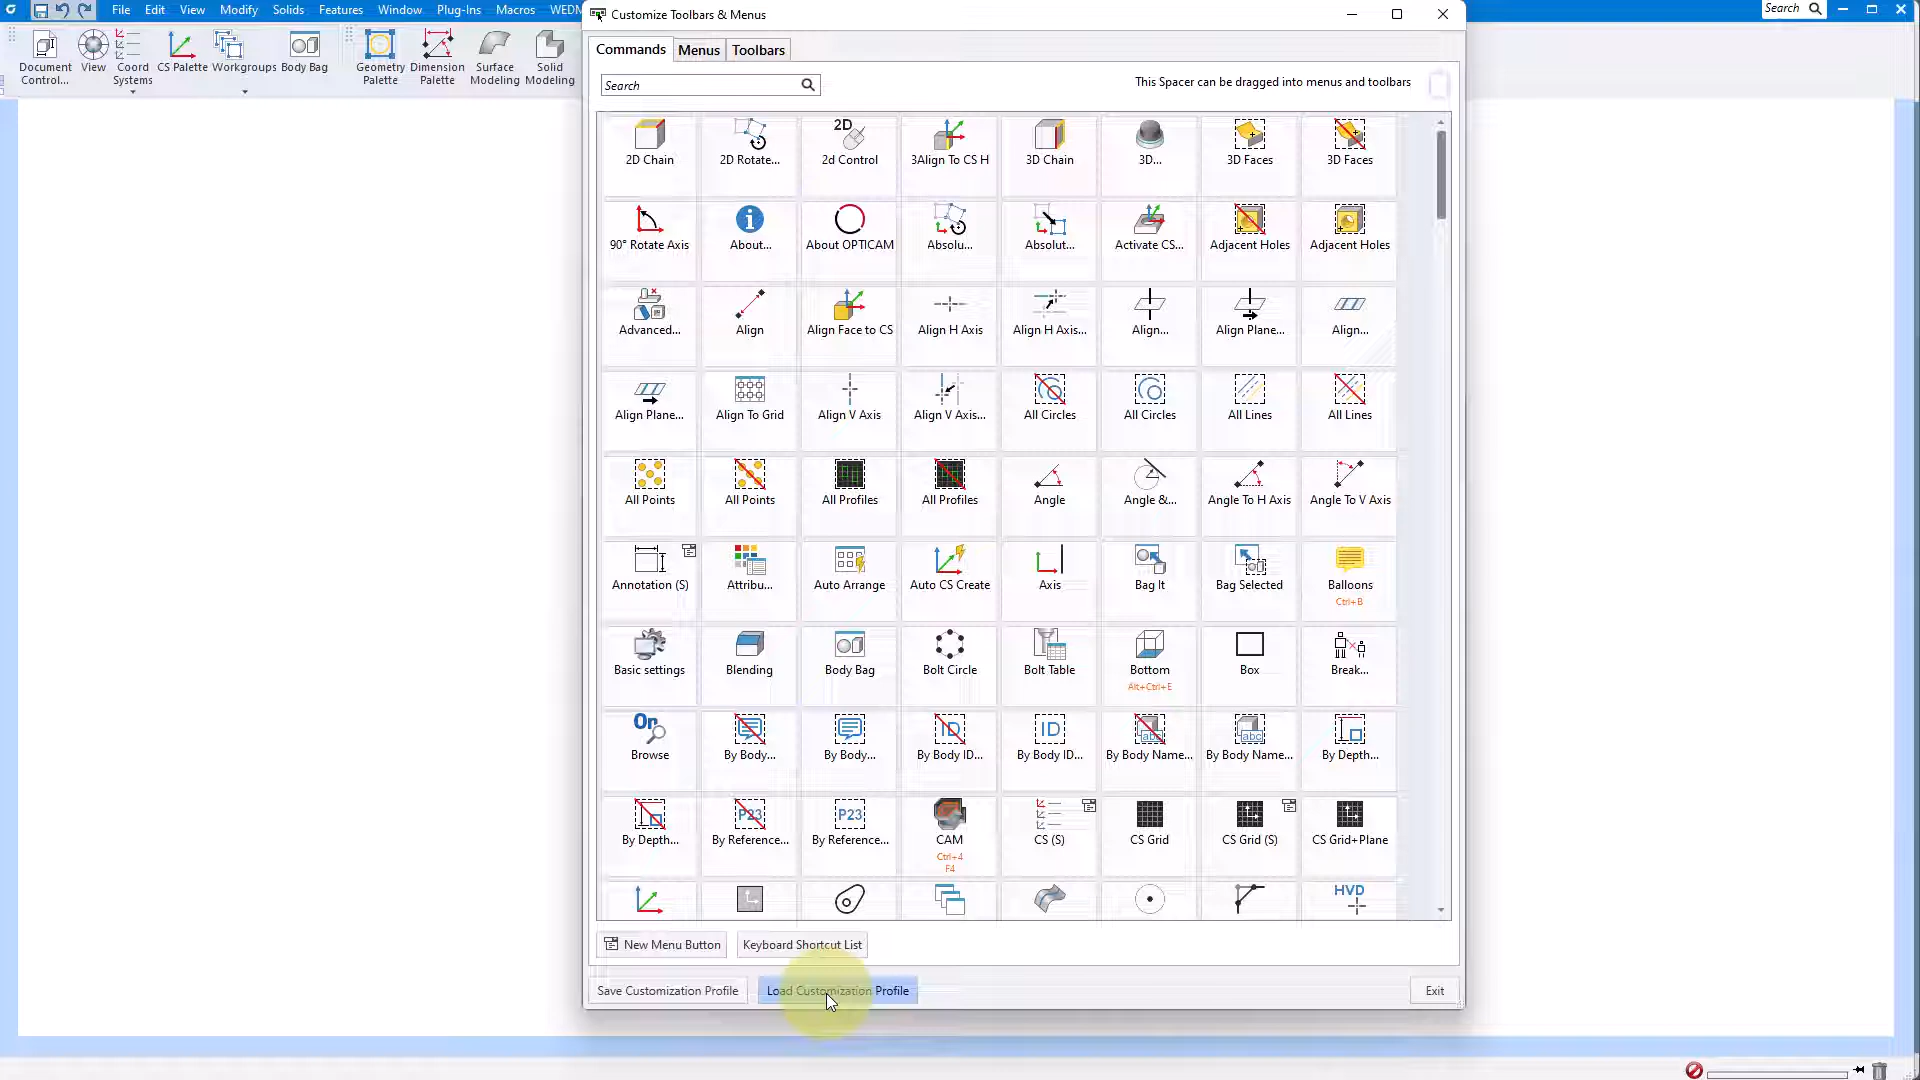 File Edit View Modify Solids Features Window Plug-Ins Macros WEDM
Search
Document Control...
View
Coord Systems
CS Palette
Workgroups
Body Bag
Geometry Palette
Dimension Palette
Surface Modeling
Solid Modeling
Customize Toolbars & Menus
Commands Menus Toolbars
Search
This Spacer can be dragged into menus and toolbars
2D Chain 2D Rotate... 2d Control 3Align To CS H 3D Chain 3D... 3D Faces 3D Faces
2D
90° Rotate Axis About... About OPTICAM Absolu... Absolut... Activate CS... Adjacent Holes Adjacent Holes
Advanced... Align Align Face to CS Align H Axis Align H Axis... Align... Align Plane... Align...
Align Plane... Align To Grid Align V Axis Align V Axis... All Circles All Circles All Lines All Lines
All Points All Points All Profiles All Profiles Angle Angle &... Angle To H Axis Angle To V Axis
Annotation (S) Attribu... Auto Arrange Auto CS Create Axis Bag It Bag Selected Balloons
Ctrl+B
Basic settings Blending Body Bag Bolt Circle Bolt Table Bottom Box Break...
Alt+Ctrl+E
On ID ID abc abc
Browse By Body... By Body... By Body ID... By Body ID... By Body Name... By Body Name... By Depth...
P23 P23
By Depth... By Reference... By Reference... CAM CS (S) CS Grid CS Grid (S) CS Grid+Plane
Ctrl+4
F4
HVD
New Menu Button Keyboard Shortcut List
Save Customization Profile Load Customization Profile Exit